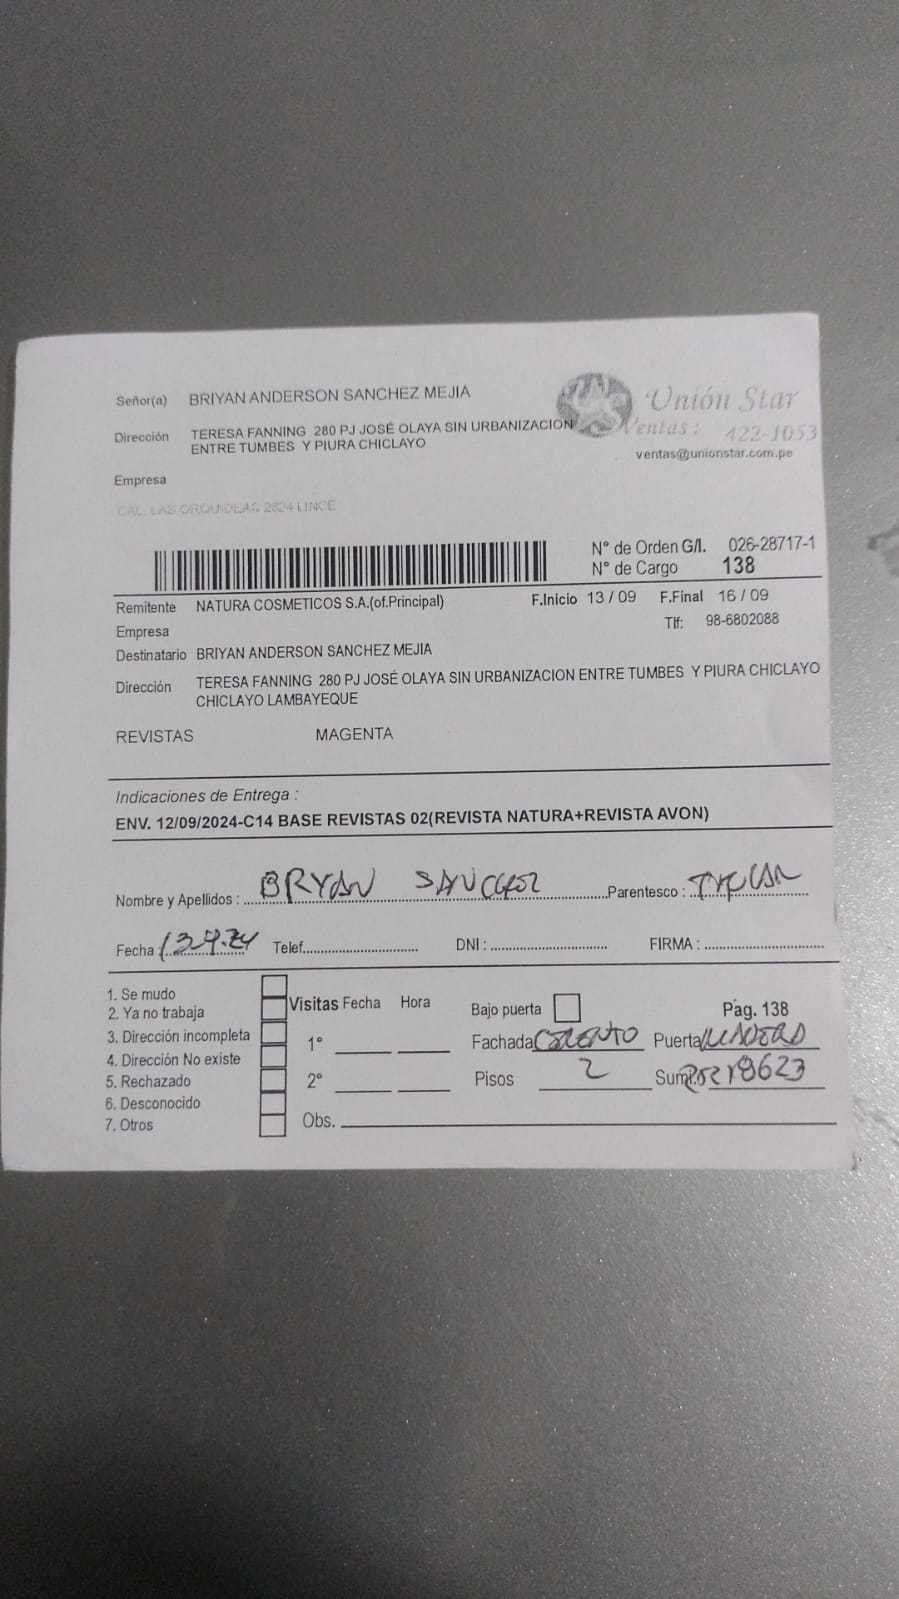 Señor(a) BRIYAN ANDERSON SANCHEZ MEJIA
Unión Star
Dirección TERESA FANNING 280 PJ JOSÉ OLAYA SIN URBANIZACION
ENTRE TUMBES Y PIURA CHICLAYO
Ventas: 422-1053
ventas@unionstar.com.pe
Empresa
CAL. LAS ORQUIDEAS 2624 LINCE
N° de Orden G/I. 026-28717-1
N° de Cargo 138
Remitente NATURA COSMETICOS S.A.(of.Principal) F.Inicio 13 / 09 F.Final 16 / 09
Empresa Tlf: 98-6802088
Destinatario BRIYAN ANDERSON SANCHEZ MEJIA
Dirección TERESA FANNING 280 PJ JOSÉ OLAYA SIN URBANIZACION ENTRE TUMBES Y PIURA CHICLAYO
CHICLAYO LAMBAYEQUE
REVISTAS MAGENTA
Indicaciones de Entrega :
ENV. 12/09/2024-C14 BASE REVISTAS 02(REVISTA NATURA+REVISTA AVON)
Nombre y Apellidos : BRYAN Parentesco :
Fecha : 13.9.24 Telef. DNI : FIRMA :
1. Se mudo
2. Ya no trabaja
3. Dirección incompleta
4. Dirección No existe
5. Rechazado
6. Desconocido
7. Otros
Visitas Fecha Hora
1°
2°
Obs.
Bajo puerta Pag. 138
Fachada Puerta
Pisos 2 Sumi.